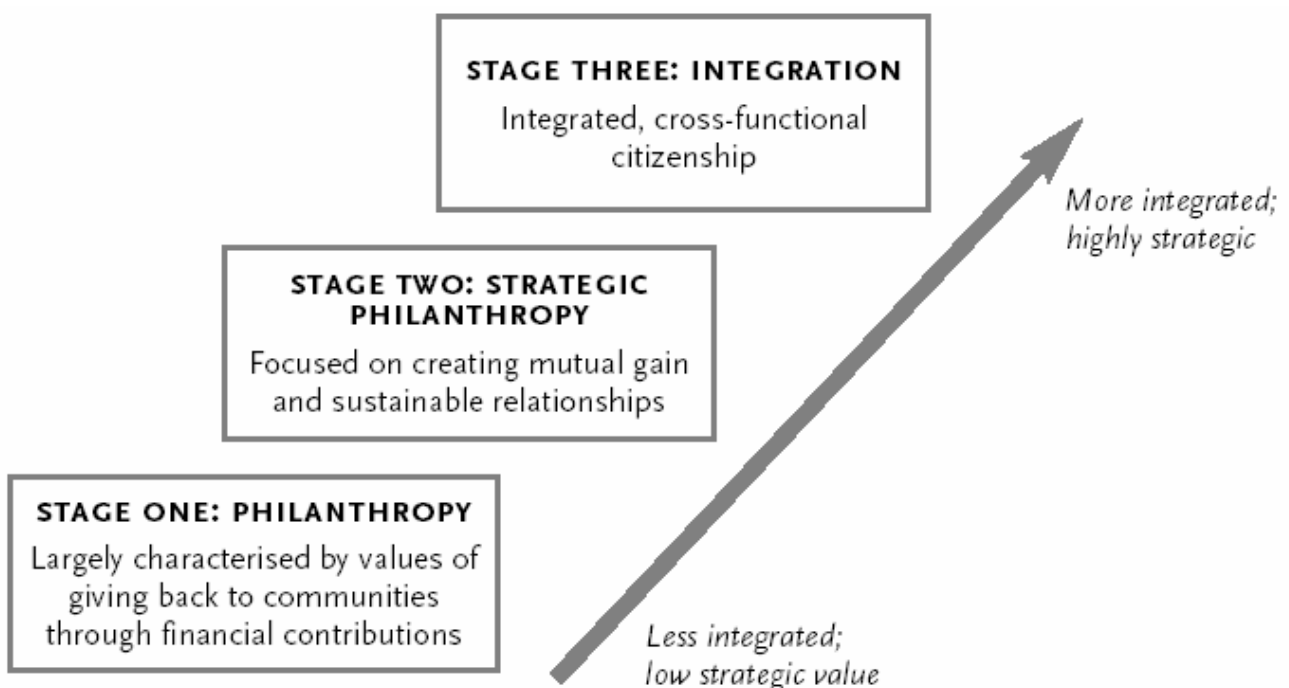 STAGE THREE: INTEGRATION
Integrated, cross-functional
citizenship
More integrated;
highly strategic
STAGE TWO: STRATEGIC
PHILANTHROPY
Focused on creating mutual gain
and sustainable relationships
STAGE ONE: PHILANTHROPY
Largely characterised by values of
giving back to communities
through financial contributions
Less integrated;
low strategic value